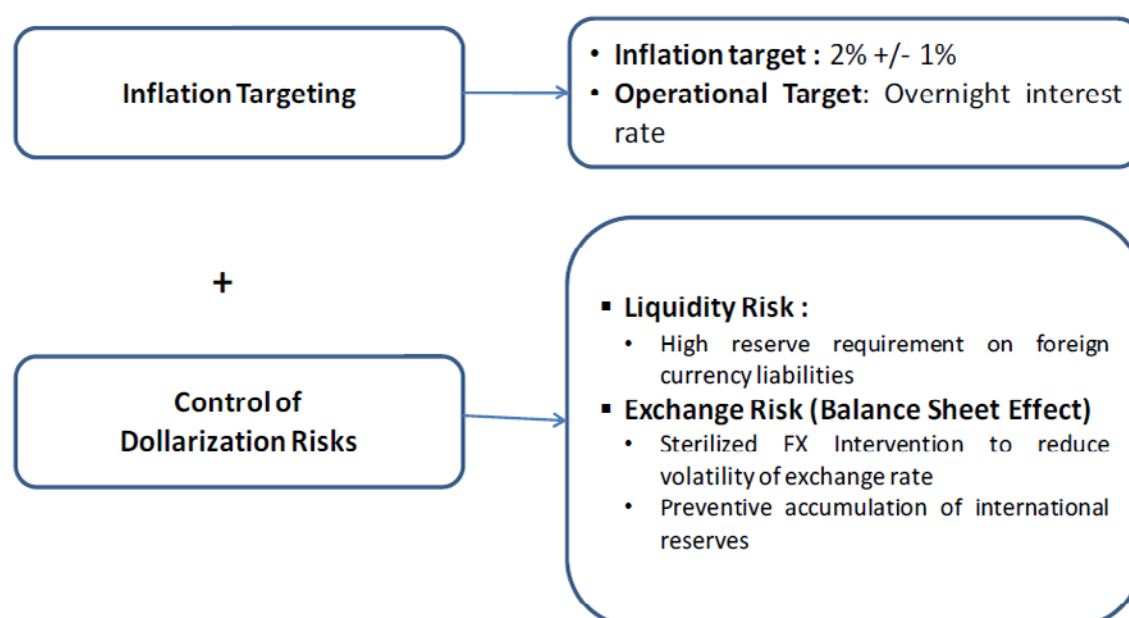 Inflation Targeting
• Inflation target : 2% +/- 1%
• Operational Target: Overnight interest
rate
+
Control of
Dollarization Risks
▪ Liquidity Risk :
• High reserve requirement on foreign
currency liabilities
▪ Exchange Risk (Balance Sheet Effect)
• Sterilized FX Intervention to reduce
volatility of exchange rate
• Preventive accumulation of international
reserves